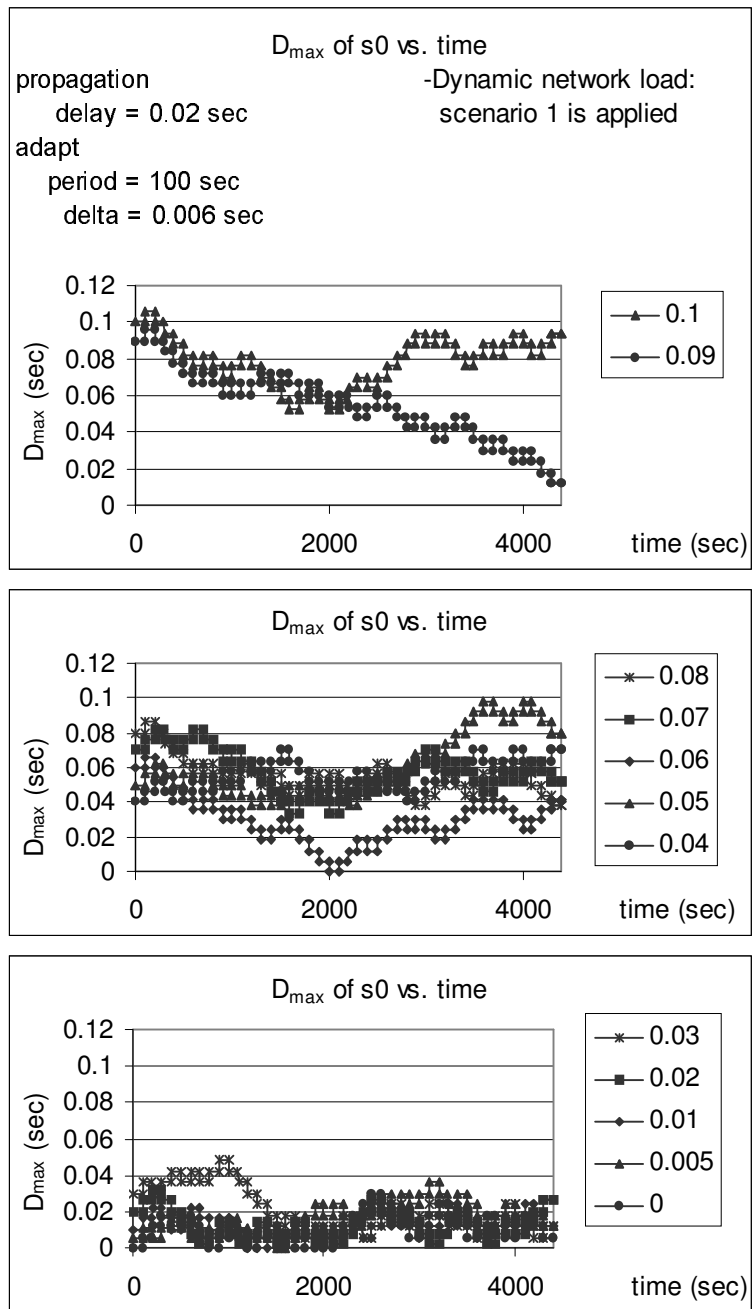 Dmax of s0 vs. time
propagation
delay = 0.02 sec
adapt
period = 100 sec
delta = 0.006 sec
-Dynamic network load:
scenario 1 is applied
Dmax (sec)
0.12
0.1
0.08
0.06
0.04
0.02
0
0 2000 4000 time (sec)
0.1
0.09
Dmax of s0 vs. time
Dmax (sec)
0.12
0.1
0.08
0.06
0.04
0.02
0
0 2000 4000 time (sec)
0.08
0.07
0.06
0.05
0.04
Dmax of s0 vs. time
Dmax (sec)
0.12
0.1
0.08
0.06
0.04
0.02
0
0 2000 4000 time (sec)
0.03
0.02
0.01
0.005
0